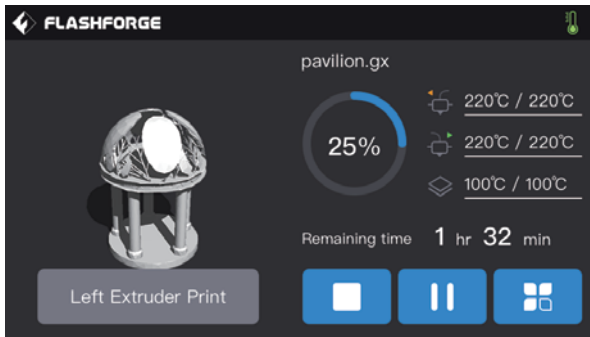 FLASHFORGE
pavilion.gx
25%
220℃ / 220℃
220℃ / 220℃
100℃ / 100℃
Remaining time 1 hr 32 min
Left Extruder Print